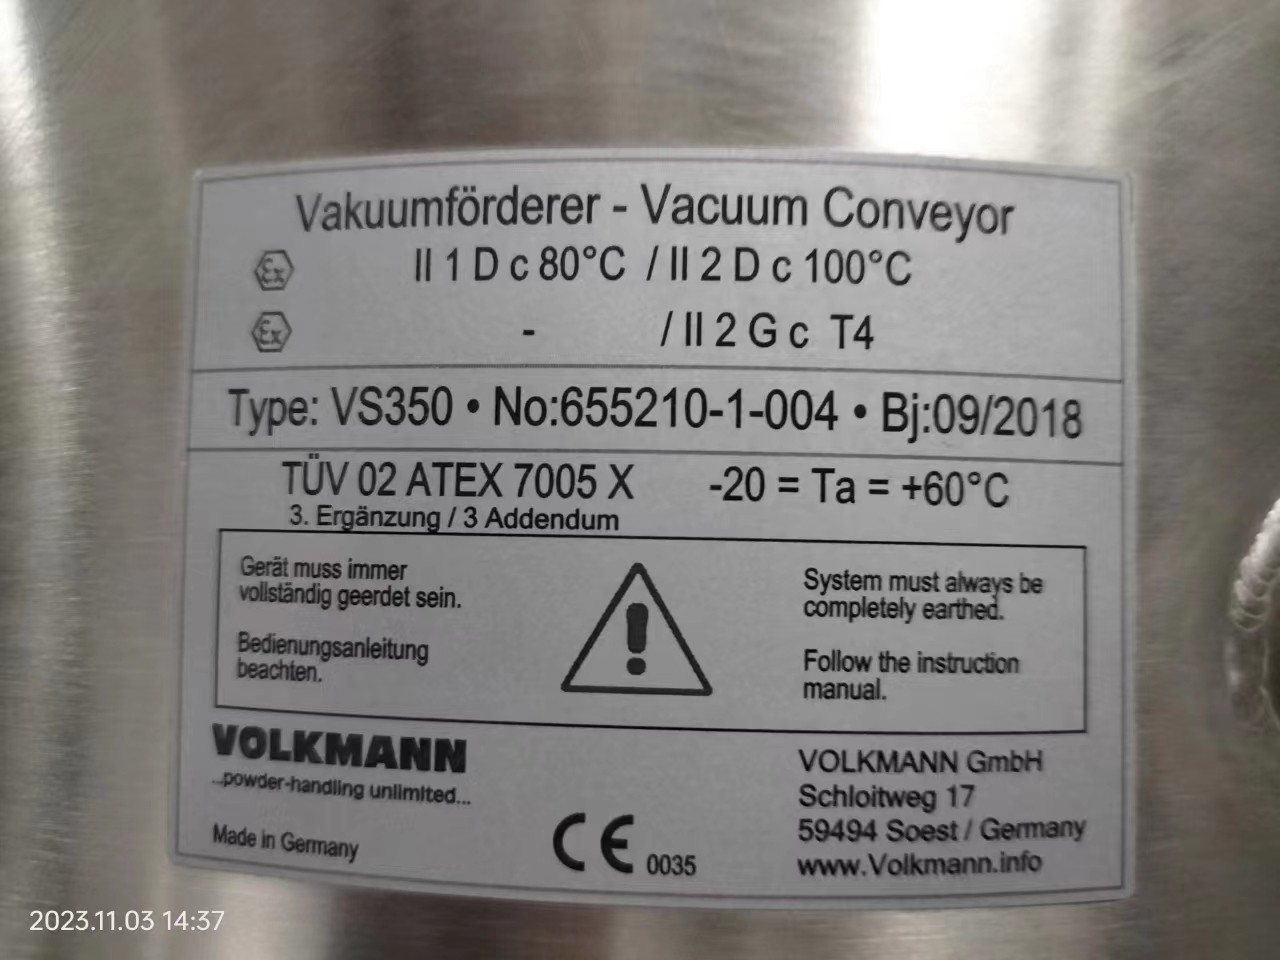 Vakuumförderer - Vacuum Conveyor
Ex II 1 D c 80°C / II 2 D c 100°C
Ex - / II 2 G c T4
Type: VS350 • No:655210-1-004 • Bj:09/2018
TÜV 02 ATEX 7005 X -20 = Ta = +60°C
3. Ergänzung / 3 Addendum
Gerät muss immer
vollständig geerdet sein.
Bedienungsanleitung
beachten.
System must always be
completely earthed.
Follow the instruction
manual.
VOLKMANN
...powder-handling unlimited...
Made in Germany
CE 0035
VOLKMANN GmbH
Schloitweg 17
59494 Soest / Germany
www.Volkmann.info
2023.11.03 14:37